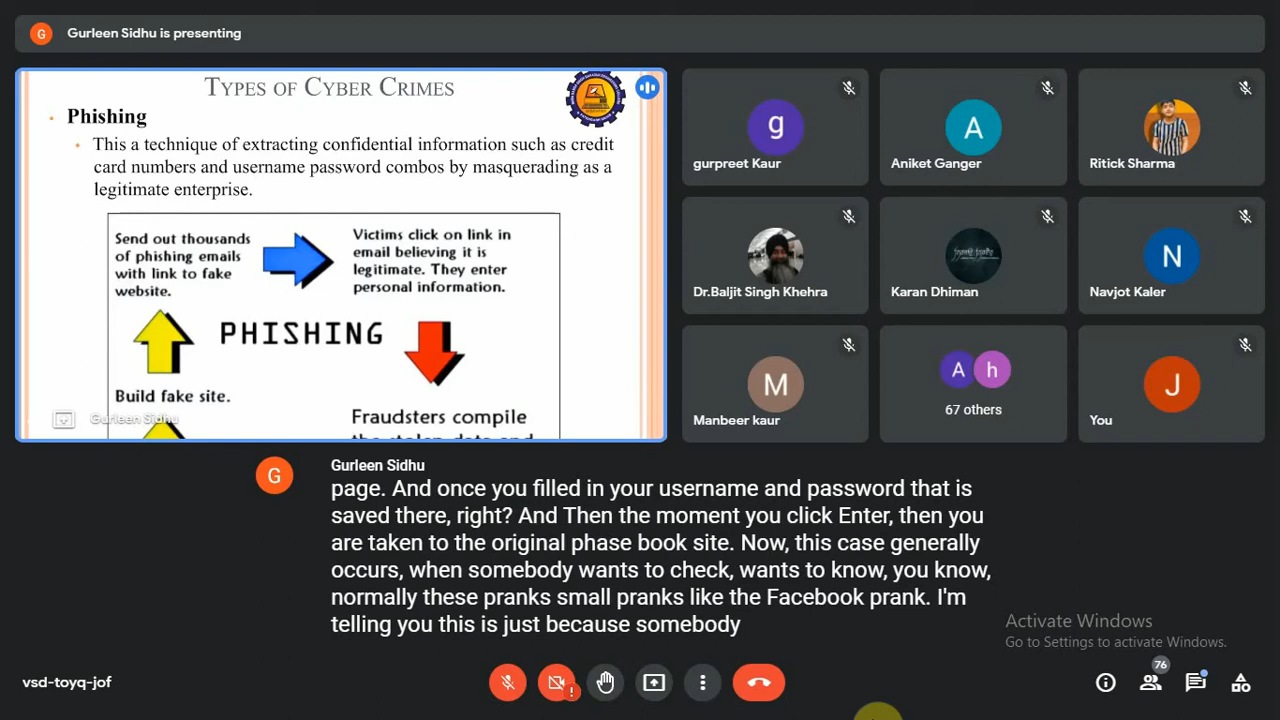 G Gurleen Sidhu is presenting
TYPES OF CYBER CRIMES
Phishing
This a technique of extracting confidential information such as credit
card numbers and username password combos by masquerading as a
legitimate enterprise.
Send out thousands
of phishing emails
with link to fake
website.
Victims click on link in
email believing it is
legitimate. They enter
personal information.
PHISHING
Build fake site.
Fraudsters compile
the stolen data and
Gurleen Sidhu
g
gurpreet Kaur
A
Aniket Ganger
Ritick Sharma
Dr.Baljit Singh Khehra
Karan Dhiman
N
Navjot Kaler
M
Manbeer kaur
A h
67 others
J
You
G
Gurleen Sidhu
page. And once you filled in your username and password that is
saved there, right? And Then the moment you click Enter, then you
are taken to the original phase book site. Now, this case generally
occurs, when somebody wants to check, wants to know, you know,
normally these pranks small pranks like the Facebook prank. I'm
telling you this is just because somebody
Activate Windows
Go to Settings to activate Windows.
vsd-toyq-jof
76